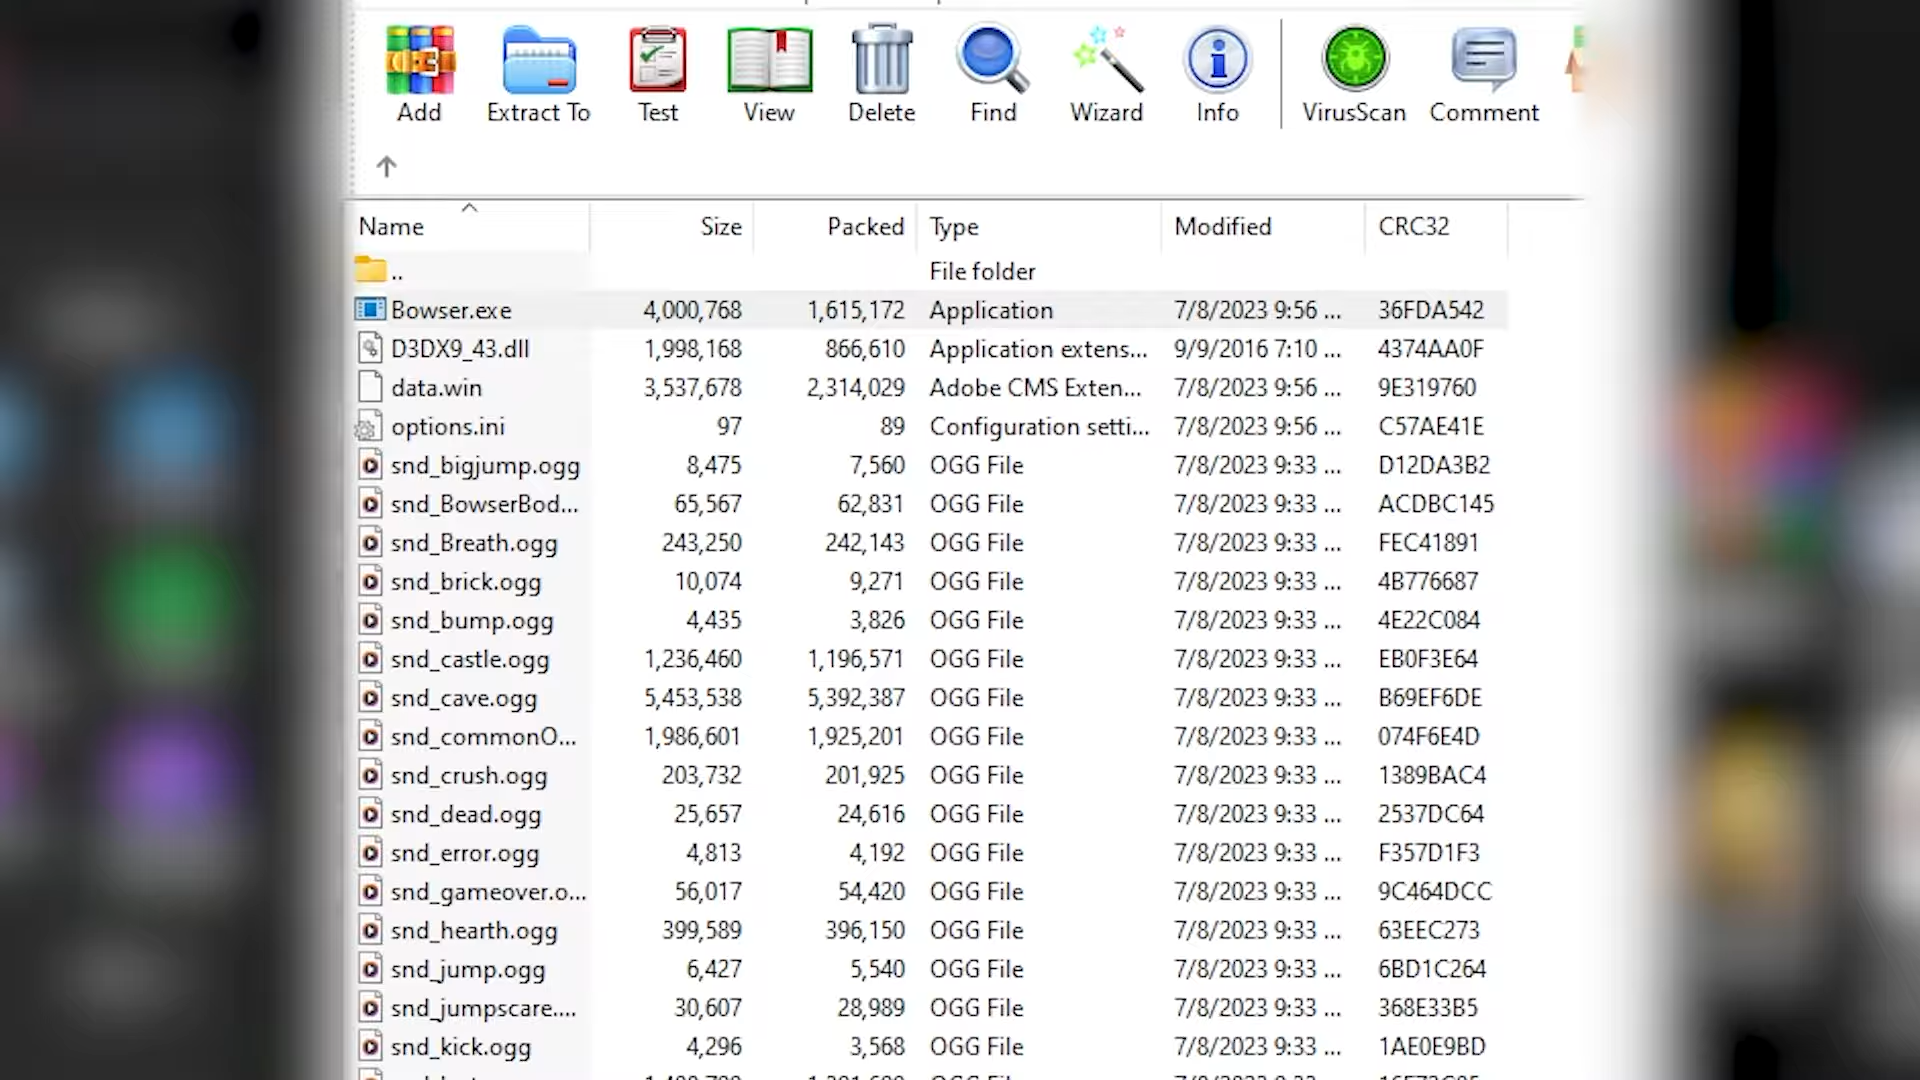 Add Extract To Test View Delete Find Wizard Info VirusScan Comment
Name Size Packed Type Modified CRC32
.. File folder
Bowser.exe 4,000,768 1,615,172 Application 7/8/2023 9:56 ... 36FDA542
D3DX9_43.dll 1,998,168 866,610 Application extens... 9/9/2016 7:10 ... 4374AA0F
data.win 3,537,678 2,314,029 Adobe CMS Exten... 7/8/2023 9:56 ... 9E319760
options.ini 97 89 Configuration setti... 7/8/2023 9:56 ... C57AE41E
snd_bigjump.ogg 8,475 7,560 OGG File 7/8/2023 9:33 ... D12DA3B2
snd_BowserBod... 65,567 62,831 OGG File 7/8/2023 9:33 ... ACDBC145
snd_Breath.ogg 243,250 242,143 OGG File 7/8/2023 9:33 ... FEC41891
snd_brick.ogg 10,074 9,271 OGG File 7/8/2023 9:33 ... 4B776687
snd_bump.ogg 4,435 3,826 OGG File 7/8/2023 9:33 ... 4E22C084
snd_castle.ogg 1,236,460 1,196,571 OGG File 7/8/2023 9:33 ... EB0F3E64
snd_cave.ogg 5,453,538 5,392,387 OGG File 7/8/2023 9:33 ... B69EF6DE
snd_commonO... 1,986,601 1,925,201 OGG File 7/8/2023 9:33 ... 074F6E4D
snd_crush.ogg 203,732 201,925 OGG File 7/8/2023 9:33 ... 1389BAC4
snd_dead.ogg 25,657 24,616 OGG File 7/8/2023 9:33 ... 2537DC64
snd_error.ogg 4,813 4,192 OGG File 7/8/2023 9:33 ... F357D1F3
snd_gameover.o... 56,017 54,420 OGG File 7/8/2023 9:33 ... 9C464DCC
snd_hearth.ogg 399,589 396,150 OGG File 7/8/2023 9:33 ... 63EEC273
snd_jump.ogg 6,427 5,540 OGG File 7/8/2023 9:33 ... 6BD1C264
snd_jumpscare.... 30,607 28,989 OGG File 7/8/2023 9:33 ... 368E33B5
snd_kick.ogg 4,296 3,568 OGG File 7/8/2023 9:33 ... 1AE0E9BD